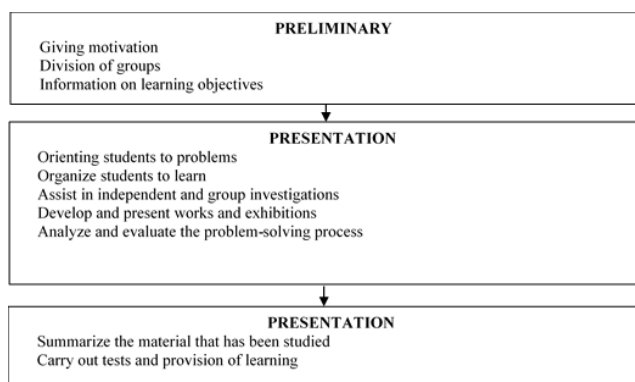 PRELIMINARY
Giving motivation
Division of groups
Information on learning objectives
PRESENTATION
Orienting students to problems
Organize students to learn
Assist in independent and group investigations
Develop and present works and exhibitions
Analyze and evaluate the problem-solving process
PRESENTATION
Summarize the material that has been studied
Carry out tests and provision of learning